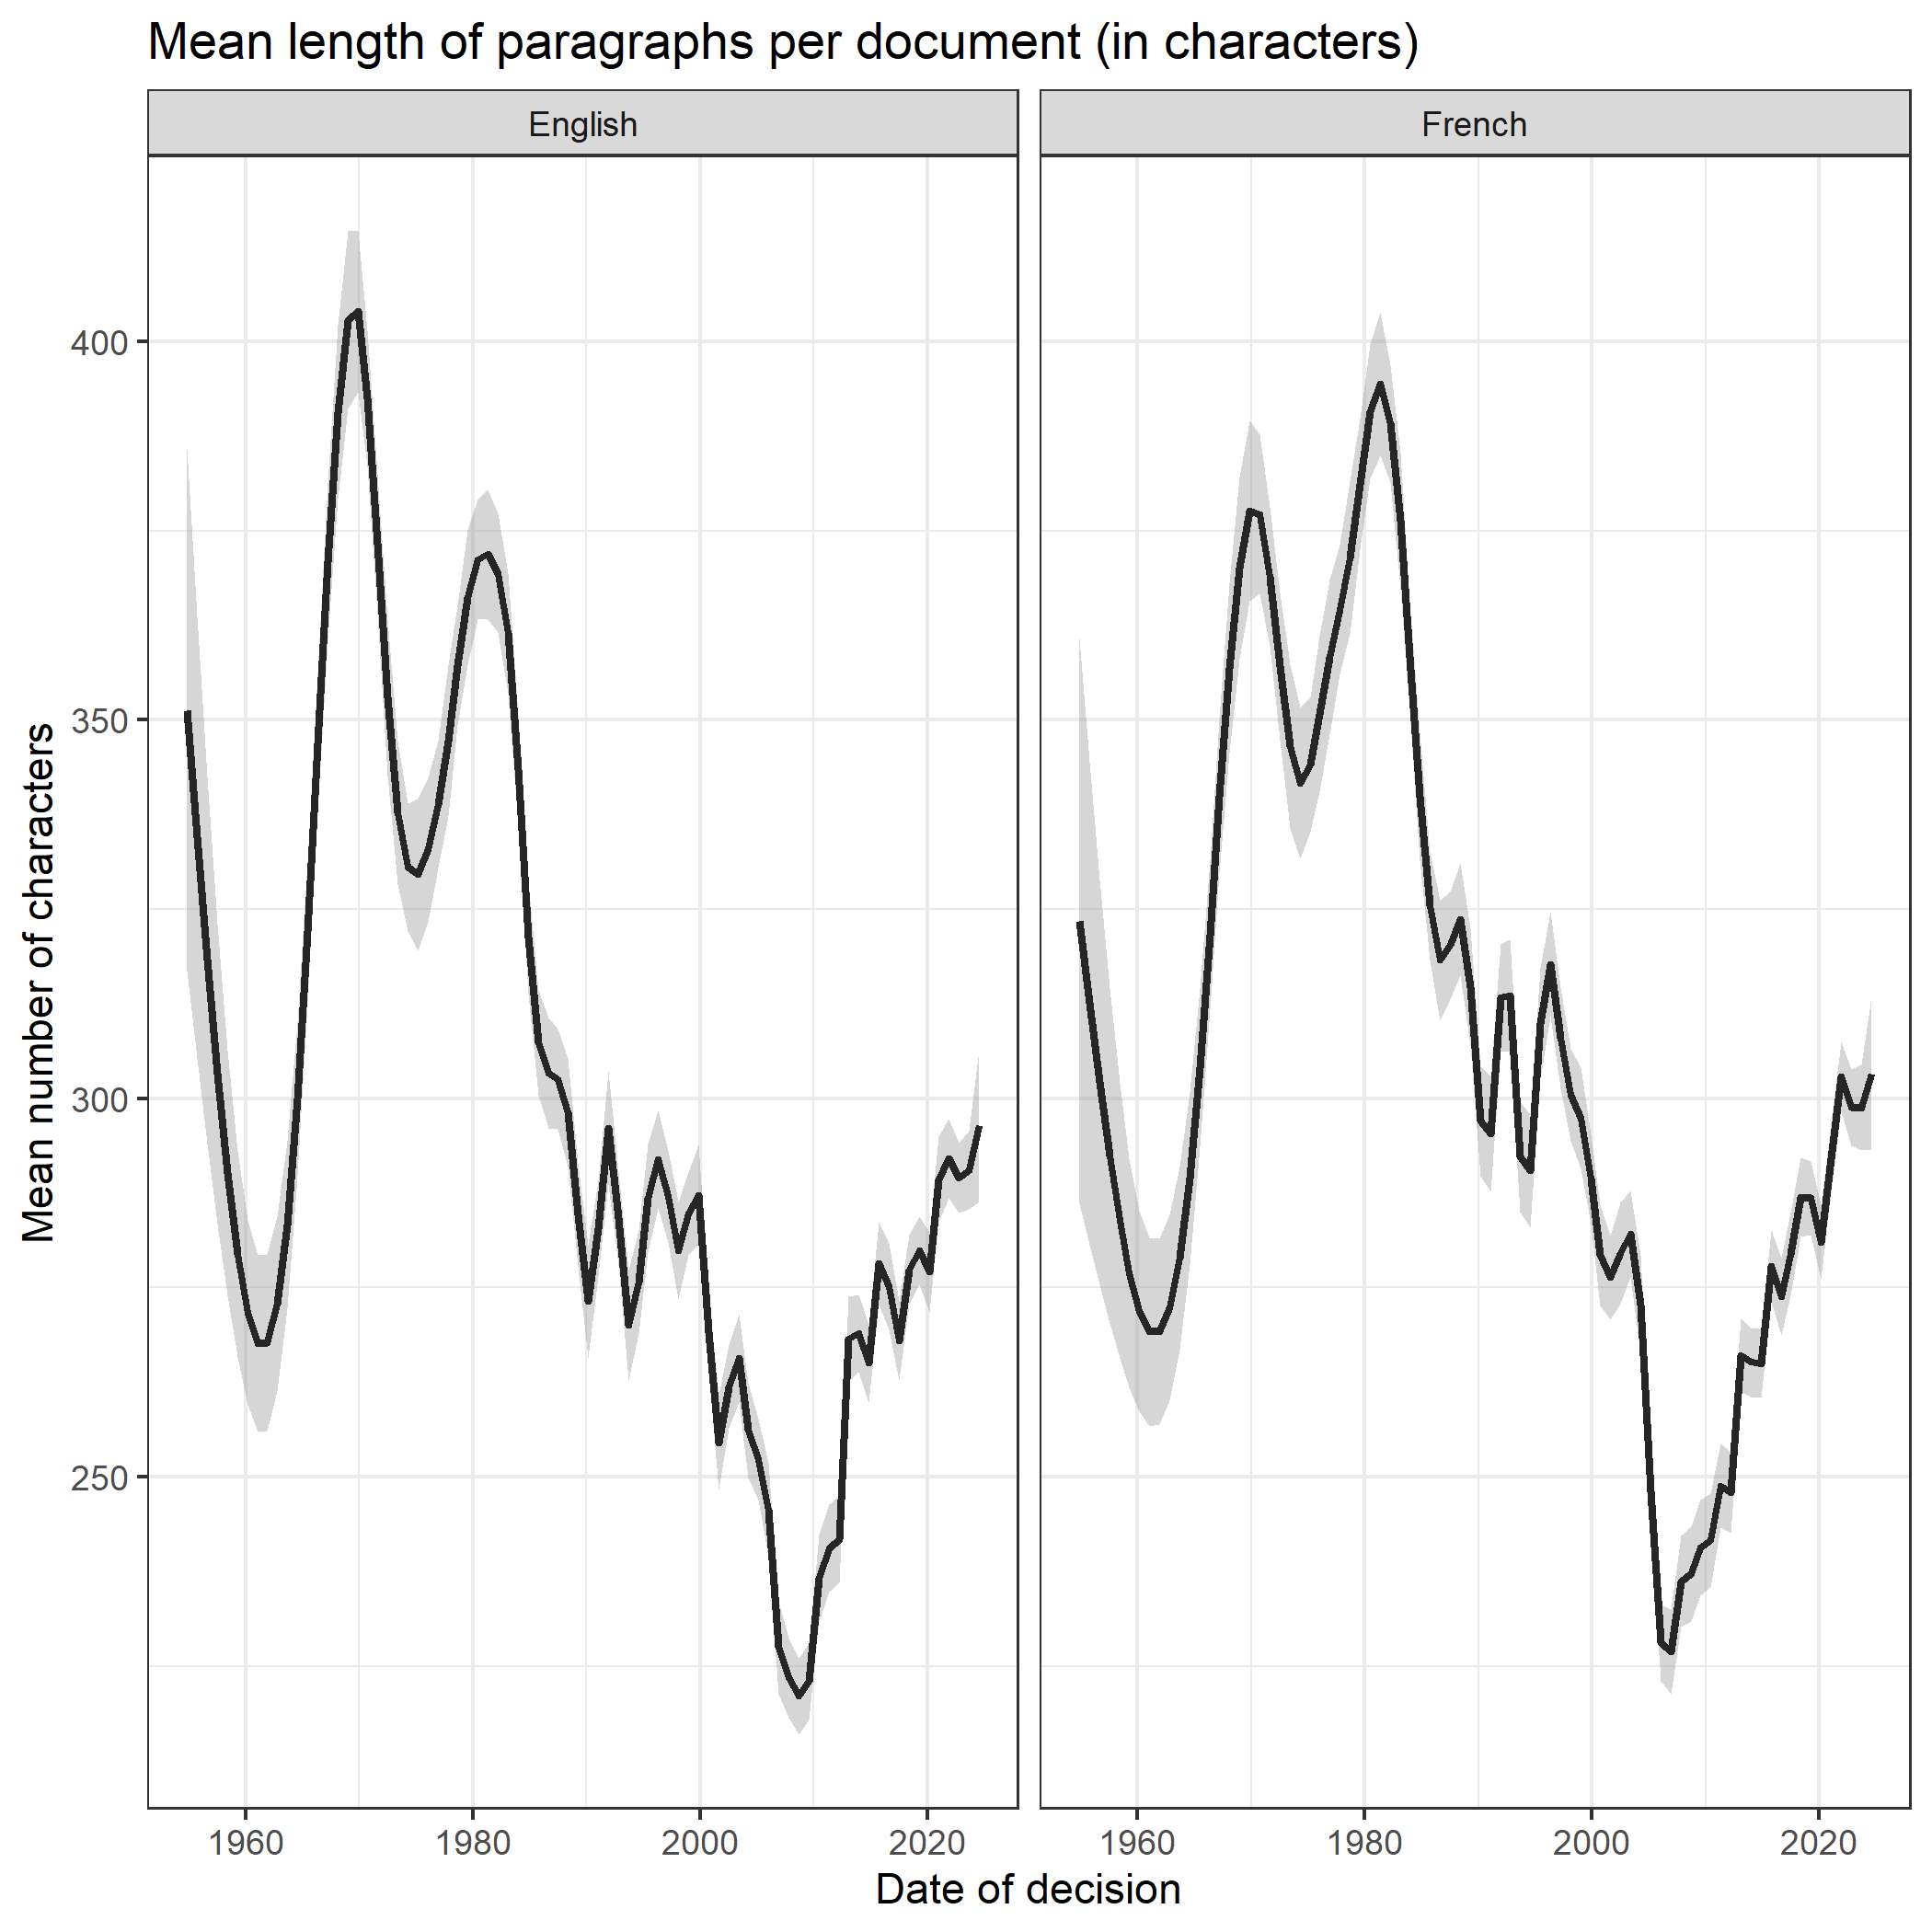 Mean length of paragraphs per document (in characters)
English
French
Mean number of characters
400
350
300
250
1960 1980 2000 2020
1960 1980 2000 2020
Date of decision